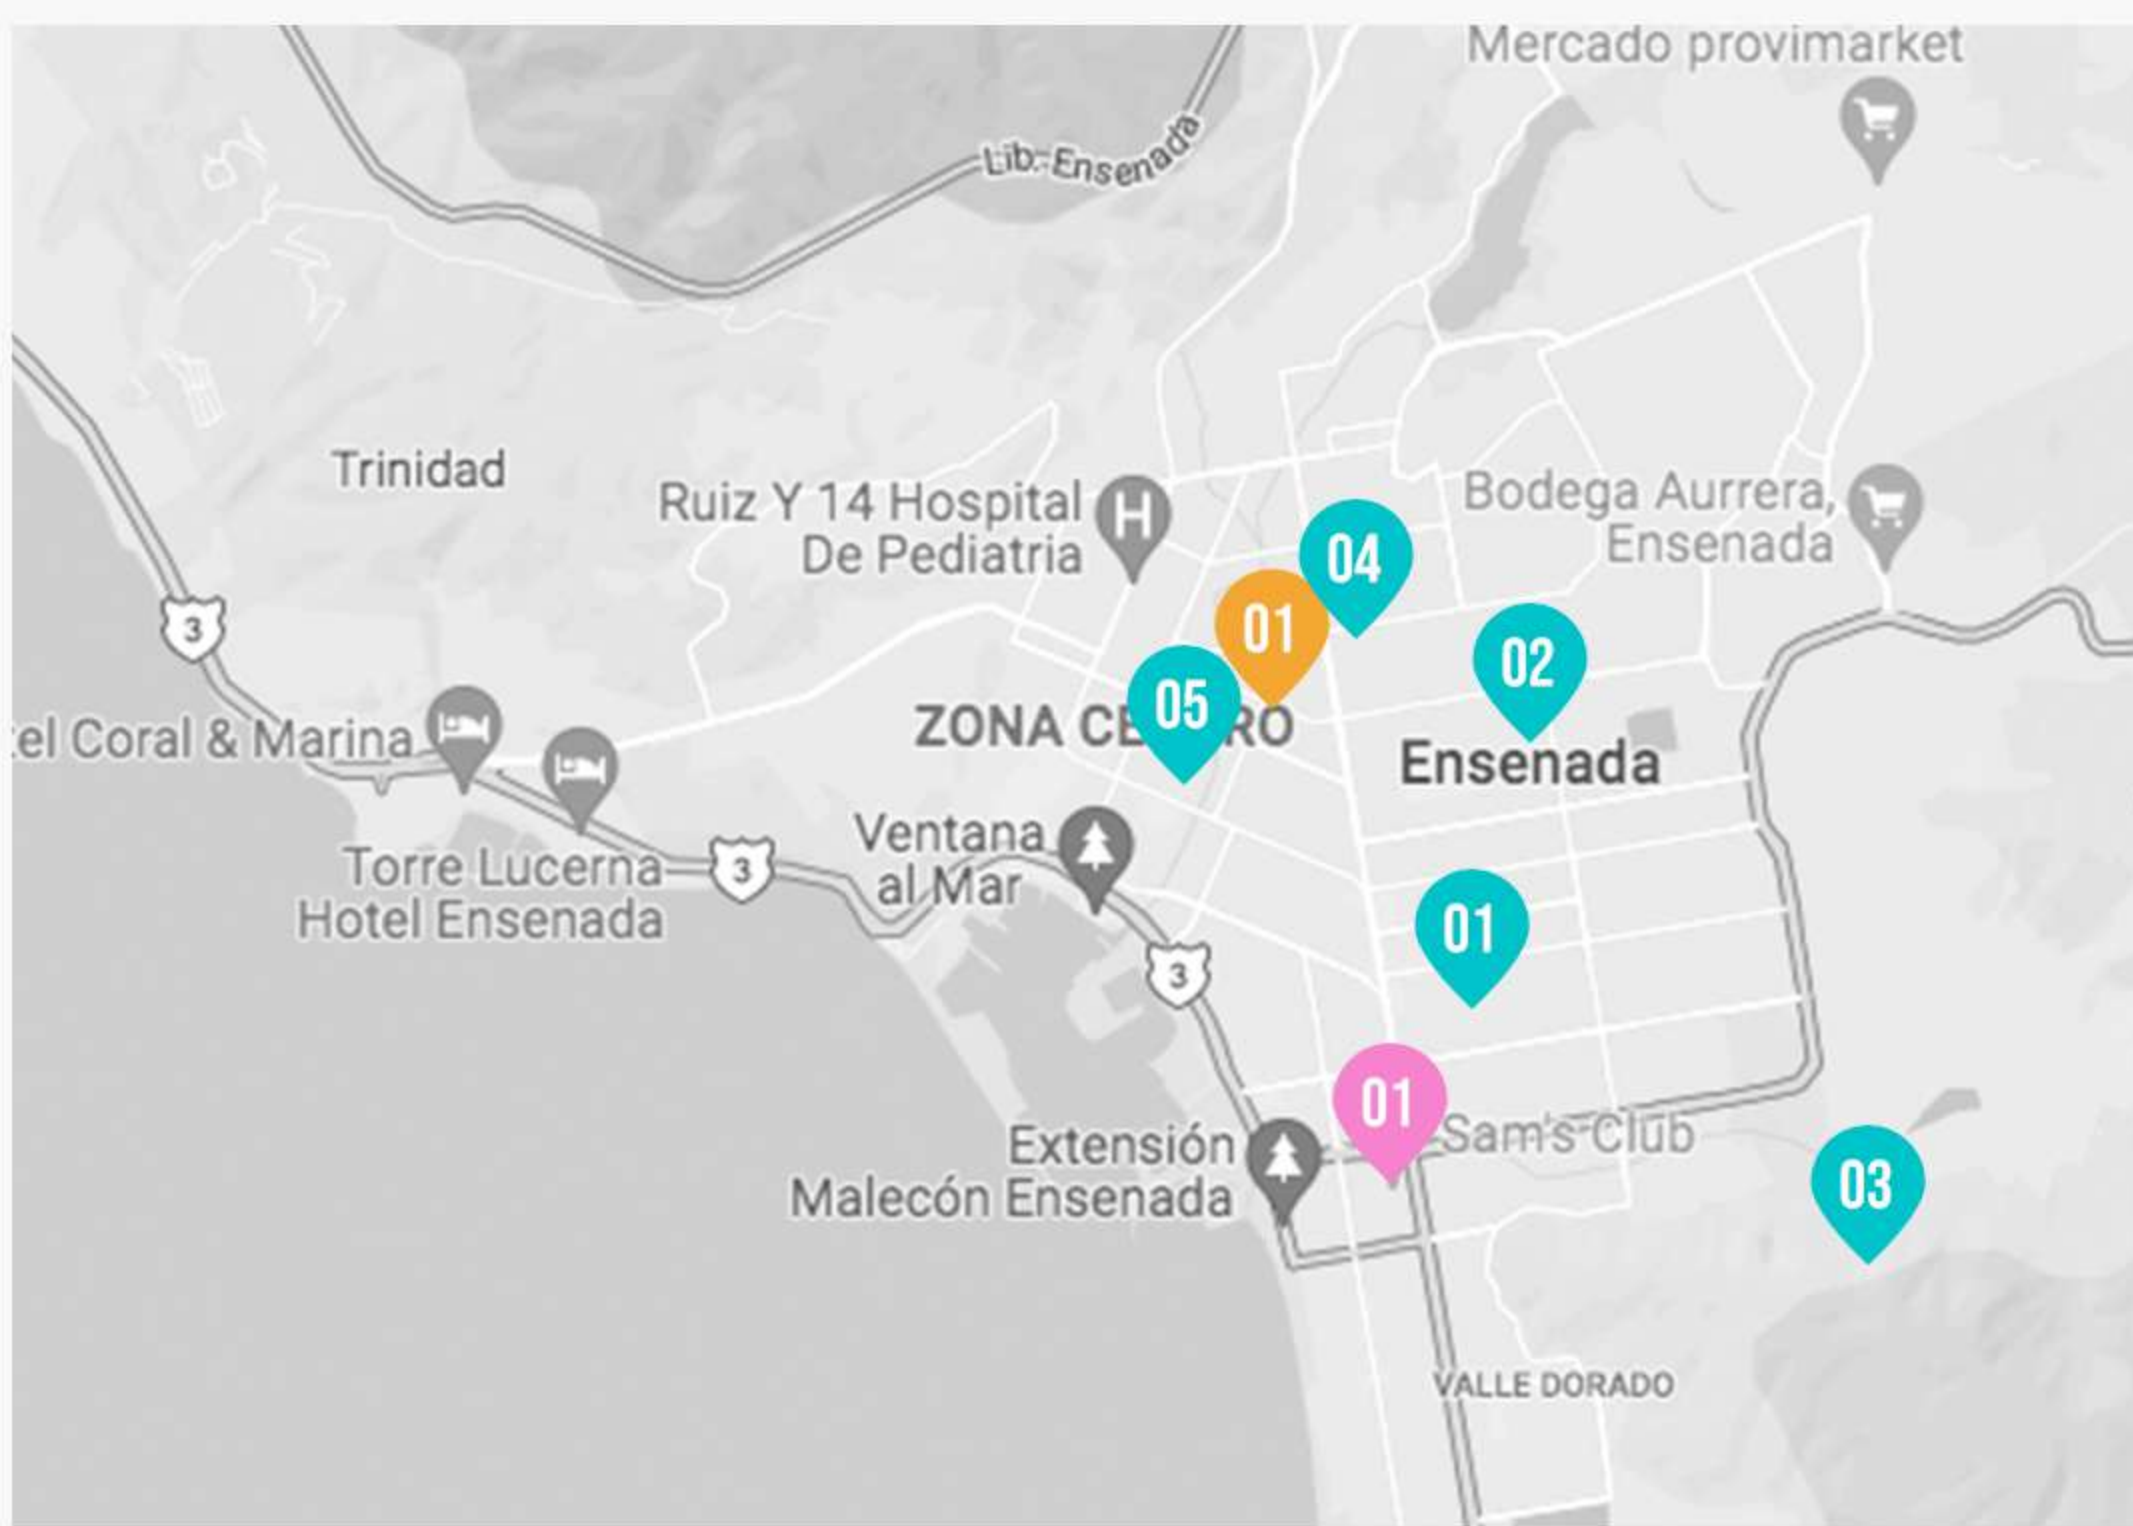 Mercado provimarket
Lib. Ensenada
Trinidad
Ruiz Y 14 Hospital
De Pediatria
H
Bodega Aurrera,
Ensenada
04
01
02
05
3
ZONA CE RO
Ensenada
el Coral & Marina
Ventana
al Mar
Torre Lucerna
Hotel Ensenada
3
01
3
01
Sam's Club
Extensión
Malecón Ensenada
03
VALLE DORADO